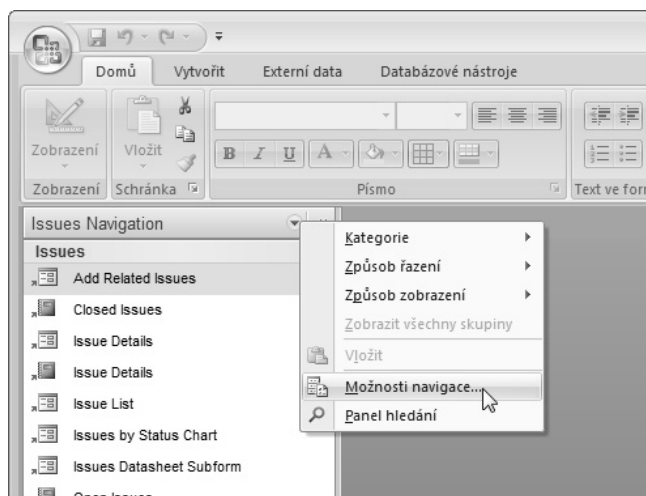 Domů Vytvořit Externí data Databázové nástroje
Zobrazení Vložit
B I U A
Zobrazení Schránka Písmo Text ve for
Issues Navigation
Issues
Add Related Issues
Closed Issues
Issue Details
Issue Details
Issue List
Issues by Status Chart
Issues Datasheet Subform
Open Issues
Kategorie
Způsob řazení
Způsob zobrazení
Zobrazit všechny skupiny
Vložit
Možnosti navigace...
Panel hledání